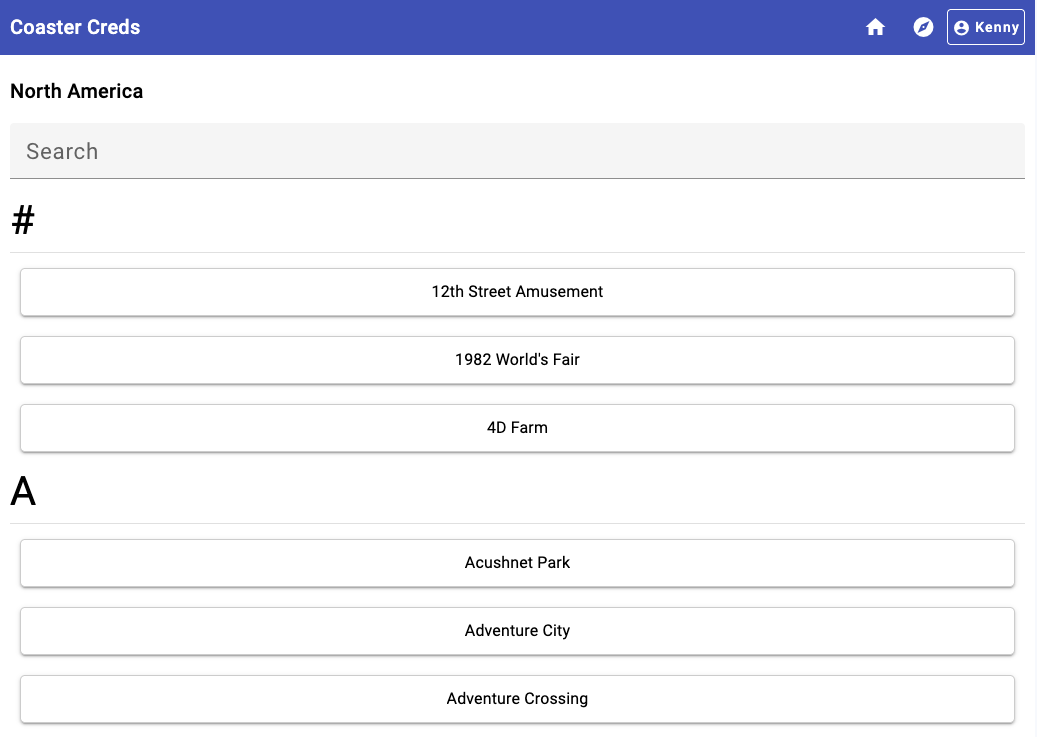 Coaster Creds
Kenny
North America
Search
#
12th Street Amusement
1982 World's Fair
4D Farm
A
Acushnet Park
Adventure City
Adventure Crossing